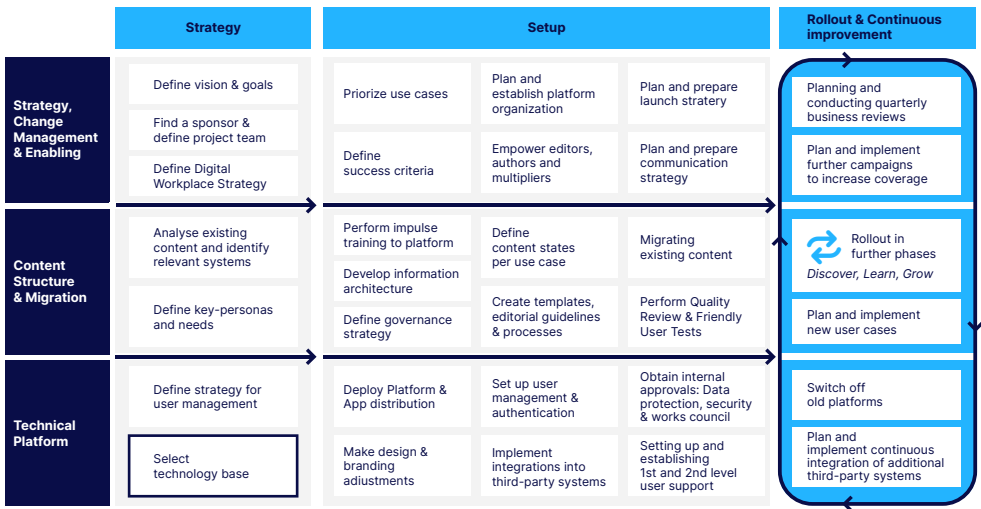 Strategy
Setup
Rollout & Continuous
improvement
Strategy,
Change
Management
& Enabling
Define vision & goals
Find a sponsor &
define project team
Define Digital
Workplace Strategy
Priorize use cases
Define
success criteria
Plan and
establish platform
organization
Empower editors,
authors and
multipliers
Plan and prepare
launch stratery
Plan and prepare
communication
strategy
Planning and
conducting quarterly
business reviews
Plan and implement
further campaigns
to increase coverage
Content
Structure
& Migration
Analyse existing
content and identify
relevant systems
Define key-personas
and needs
Perform impulse
training to platform
Develop information
architecture
Define governance
strategy
Define
content states
per use case
Create templates,
editorial guidelines
& processes
Migrating
existing content
Perform Quality
Review & Friendly
User Tests
Rollout in
further phases
Discover, Learn, Grow
Plan and implement
new user cases
Technical
Platform
Define strategy for
user management
Select
technology base
Deploy Platform &
App distribution
Make design &
branding
adiustments
Set up user
management &
authentication
Implement
integrations into
third-party systems
Obtain internal
approvals: Data
protection, security
& works council
Setting up and
establishing
1st and 2nd level
user support
Switch off
old platforms
Plan and
implement continuous
integration of additional
third-party systems